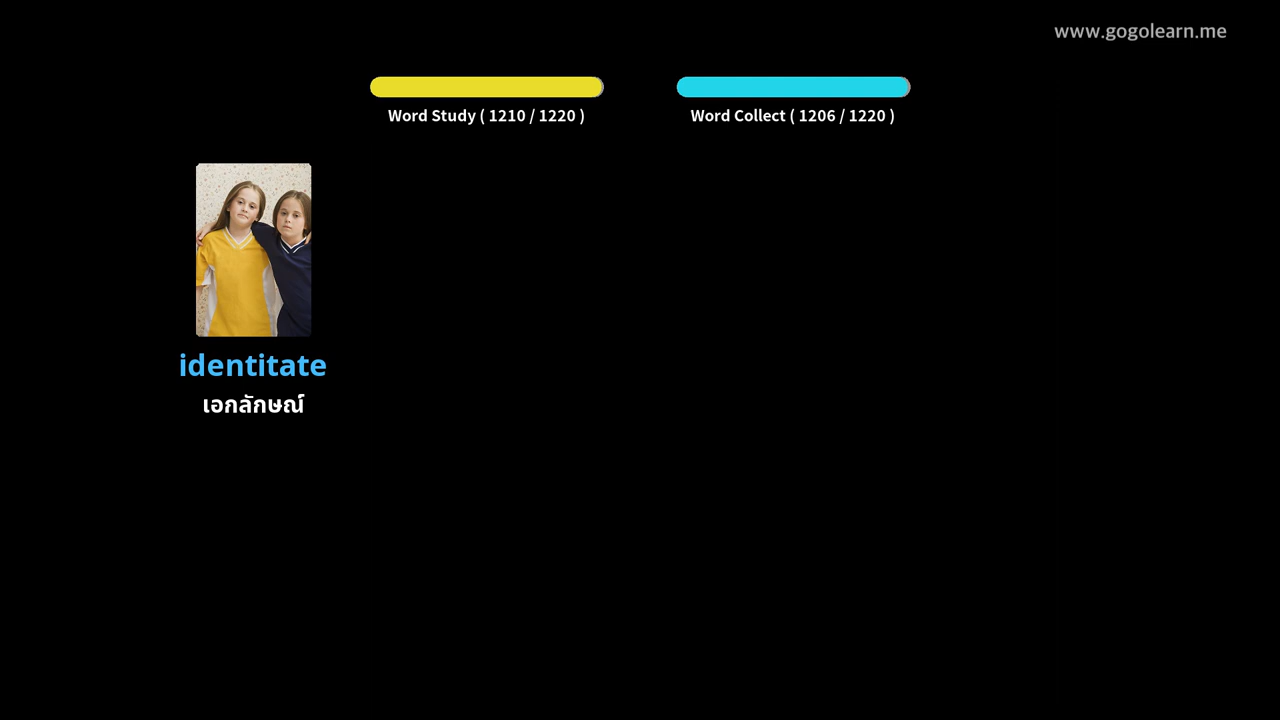 www.gogolearn.me
Word Study ( 1210 / 1220 )
Word Collect ( 1206 / 1220 )
identitate
เอกลักษณ์